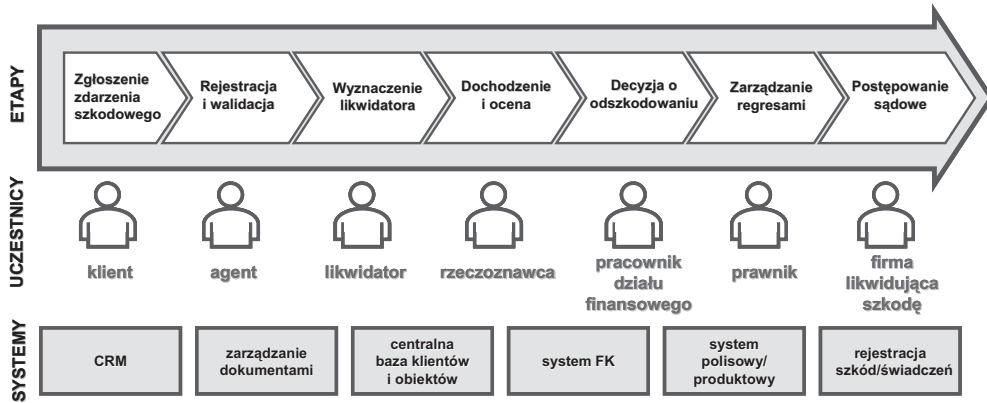 ETAPY
Zgłoszenie
zdarzenia
szkodowego
Rejestracja
i walidacja
Wyznaczenie
likwidatora
Dochodzenie
i ocena
Decyzja o
odszkodowaniu
Zarządzanie
regresami
Postępowanie
sądowe
UCZESTNICY
klient
agent
likwidator
rzeczoznawca
pracownik
działu
finansowego
prawnik
firma
likwidująca
szkodę
SYSTEMY
CRM
zarządzanie
dokumentami
centralna
baza klientów
i obiektów
system FK
system
polisowy/
produktowy
rejestracja
szkód/świadczeń